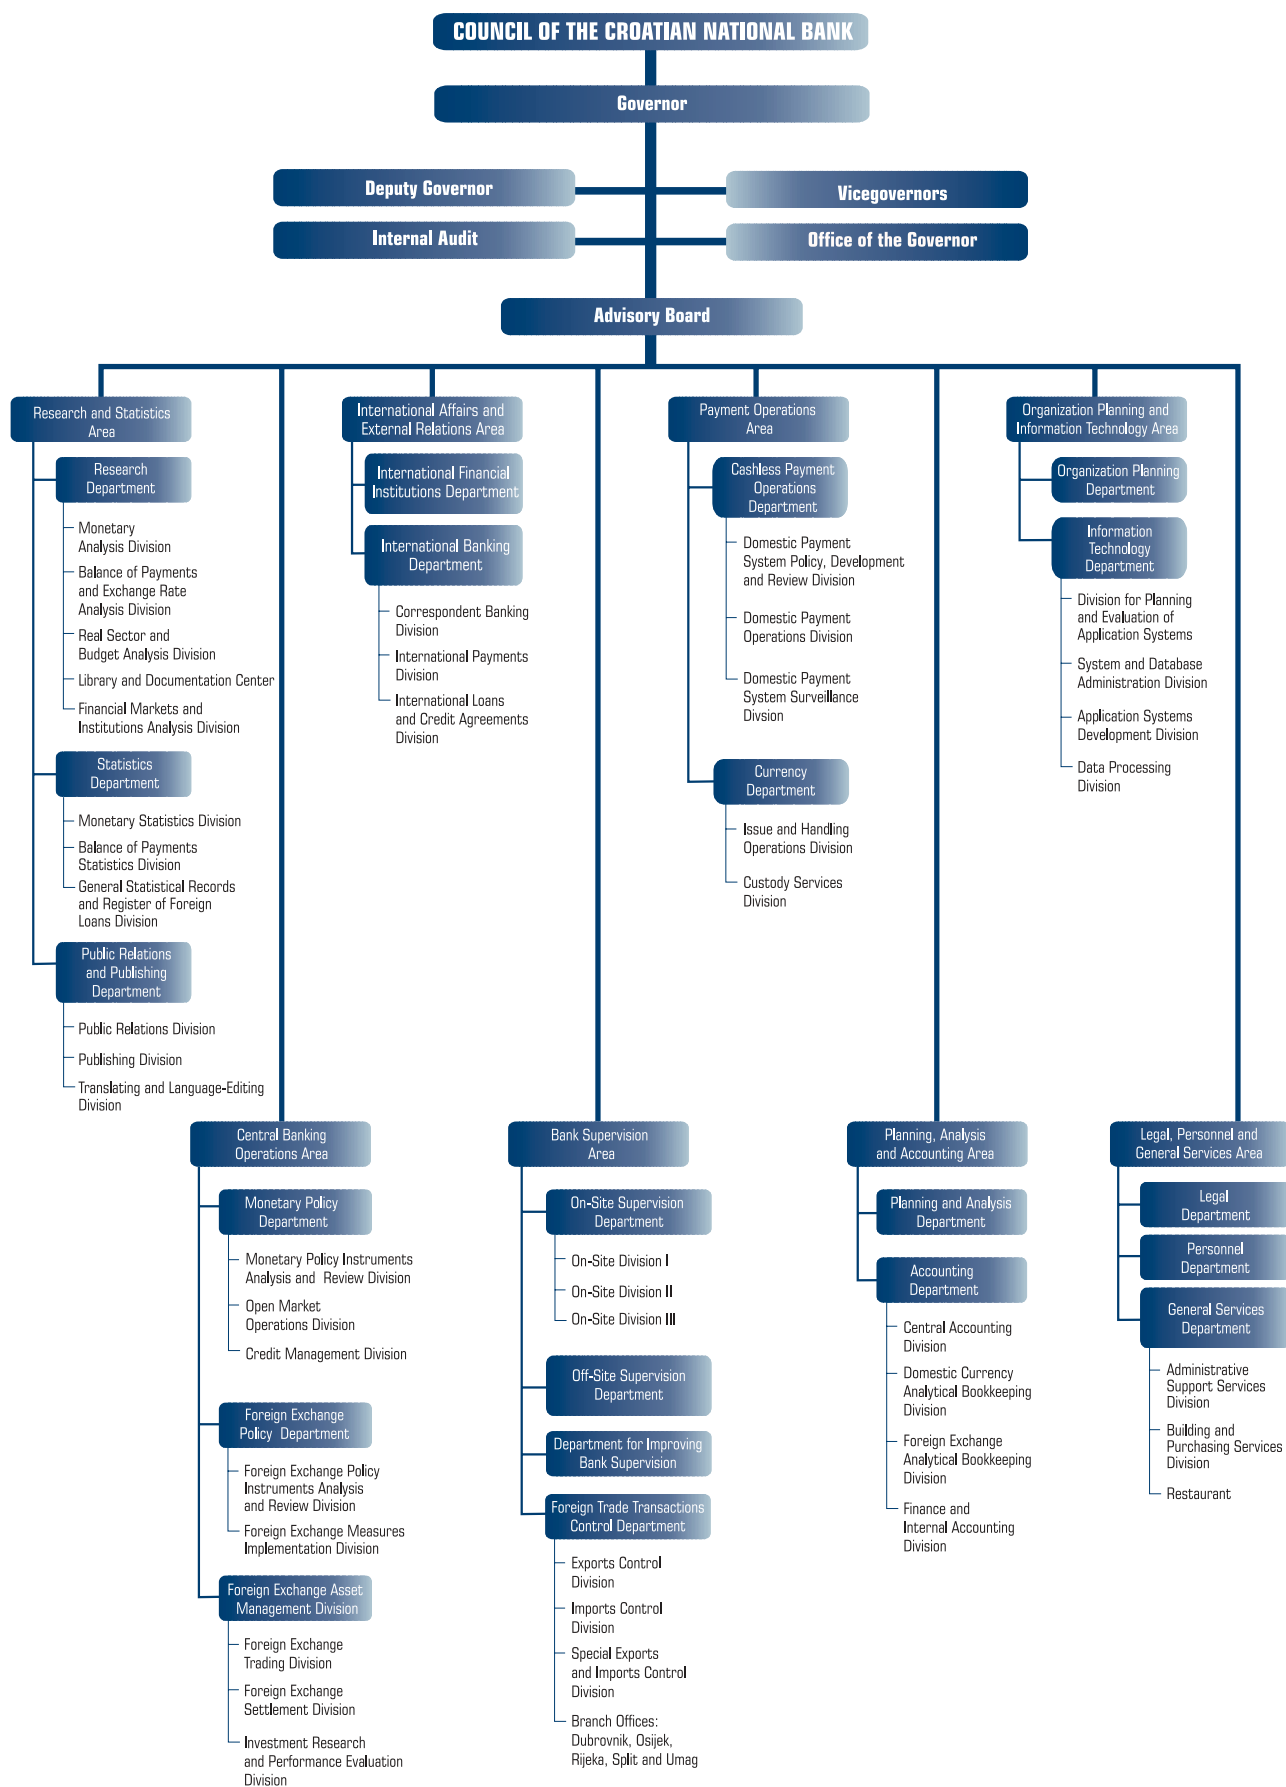 COUNCIL OF THE CROATIAN NATIONAL BANK
Governor
Deputy Governor
Vicegovernors
Internal Audit
Office of the Governor
Advisory Board
Research and Statistics
Area
Research
Department
Monetary
Analysis Division
Balance of Payments
and Exchange Rate
Analysis Division
Real Sector and
Budget Analysis Division
Library and Documentation Center
Financial Markets and
Institutions Analysis Division
Statistics
Department
Monetary Statistics Division
Balance of Payments
Statistics Division
General Statistical Records
and Register of Foreign
Loans Division
Public Relations
and Publishing
Department
Public Relations Division
Publishing Division
Translating and Language-Editing
Division
International Affairs and
External Relations Area
International Financial
Institutions Department
International Banking
Department
Correspondent Banking
Division
International Payments
Division
International Loans
and Credit Agreements
Division
Payment Operations
Area
Cashless Payment
Operations
Department
Domestic Payment
System Policy, Development
and Review Division
Domestic Payment
Operations Division
Domestic Payment
System Surveillance
Divsion
Currency
Department
Issue and Handling
Operations Division
Custody Services
Division
Organization Planning and
Information Technology Area
Organization Planning
Department
Information
Technology
Department
Division for Planning
and Evaluation of
Application Systems
System and Database
Administration Division
Application Systems
Development Division
Data Processing
Division
Central Banking
Operations Area
Monetary Policy
Department
Monetary Policy Instruments
Analysis and Review Division
Open Market
Operations Division
Credit Management Division
Foreign Exchange
Policy Department
Foreign Exchange Policy
Instruments Analysis
and Review Division
Foreign Exchange Measures
Implementation Division
Foreign Exchange Asset
Management Division
Foreign Exchange
Trading Division
Foreign Exchange
Settlement Division
Investment Research
and Performance Evaluation
Division
Bank Supervision
Area
On-Site Supervision
Department
On-Site Division I
On-Site Division II
On-Site Division III
Off-Site Supervision
Department
Department for Improving
Bank Supervision
Foreign Trade Transactions
Control Department
Exports Control
Division
Imports Control
Division
Special Exports
and Imports Control
Division
Branch Offices:
Dubrovnik, Osijek,
Rijeka, Split and Umag
Planning, Analysis
and Accounting Area
Planning and Analysis
Department
Accounting
Department
Central Accounting
Division
Domestic Currency
Analytical Bookkeeping
Division
Foreign Exchange
Analytical Bookkeeping
Division
Finance and
Internal Accounting
Division
Legal, Personnel and
General Services Area
Legal
Department
Personnel
Department
General Services
Department
Administrative
Support Services
Division
Building and
Purchasing Services
Division
Restaurant